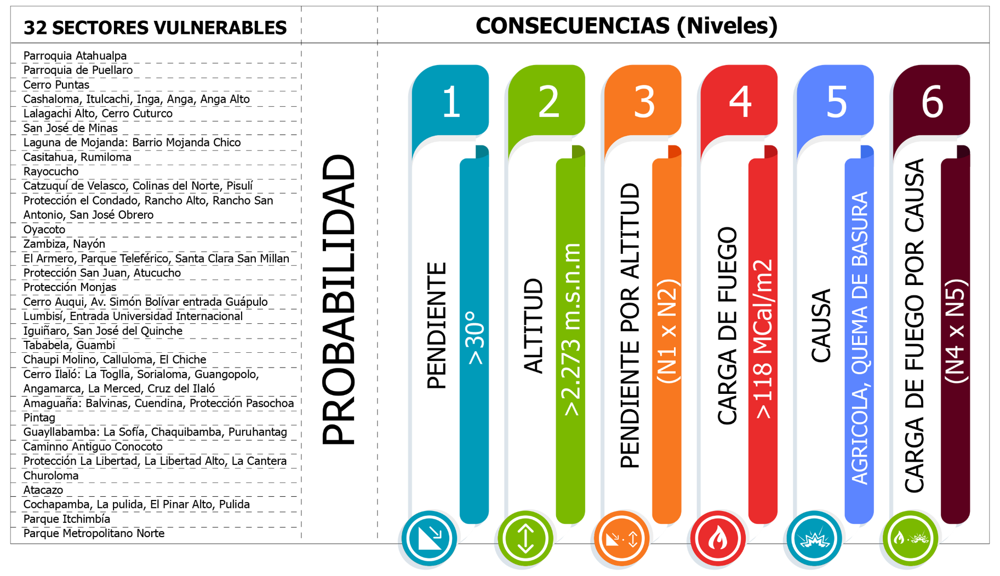 32 SECTORES VULNERABLES
CONSECUENCIAS (Niveles)
Parroquia Atahualpa
Parroquia de Puellaro
Cerro Puntas
Cashaloma, Itulcachi, Inga, Anga, Anga Alto
Lalagachi Alto, Cerro Cuturco
San José de Minas
Laguna de Mojanda: Barrio Mojanda Chico
Casitahua, Rumiloma
Rayocucho
Catzuquí de Velasco, Colinas del Norte, Pisulí
Protección el Condado, Rancho Alto, Rancho San
Antonio, San José Obrero
Oyacoto
Zambiza, Nayón
El Armero, Parque Teleférico, Santa Clara San Millan
Protección San Juan, Atucucho
Protección Monjas
Cerro Auqui, Av. Simón Bolívar entrada Guápulo
Lumbisí, Entrada Universidad Internacional
Iguiñaro, San José del Quinche
Tababela, Guambi
Chaupi Molino, Calluloma, El Chiche
Cerro Ilaló: La Toglla, Sorialoma, Guangopolo,
Angamarca, La Merced, Cruz del Ilaló
Amaguaña: Balvinas, Cuendina, Protección Pasochoa
Pintag
Guayllabamba: La Sofía, Chaquibamba, Puruhantag
Caminno Antiguo Conocoto
Protección La Libertad, La Libertad Alto, La Cantera
Churoloma
Atacazo
Cochapamba, La pulida, El Pinar Alto, Pulida
Parque Itchimbía
Parque Metropolitano Norte
PROBABILIDAD
1
PENDIENTE
>30°
2
ALTITUD
>2.273 m.s.n.m
3
PENDIENTE POR ALTITUD
(N1 x N2)
4
CARGA DE FUEGO
>118 MCal/m2
5
CAUSA
AGRICOLA, QUEMA DE BASURA
6
CARGA DE FUEGO POR CAUSA
(N4 x N5)